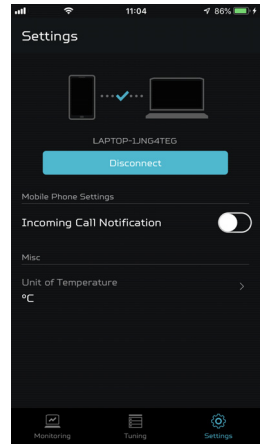 11:04
86%
Settings
LAPTOP-1JNG4TEG
Disconnect
Mobile Phone Settings
Incoming Call Notification
Misc
Unit of Temperature
°C
Monitoring Tuning Settings